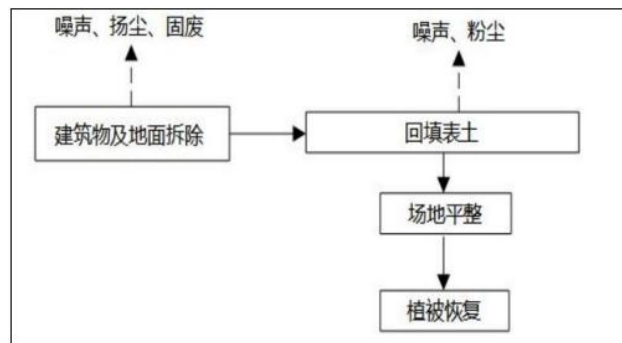 噪声、扬尘、固废
噪声、粉尘
建筑物及地面拆除
回填表土
场地平整
植被恢复